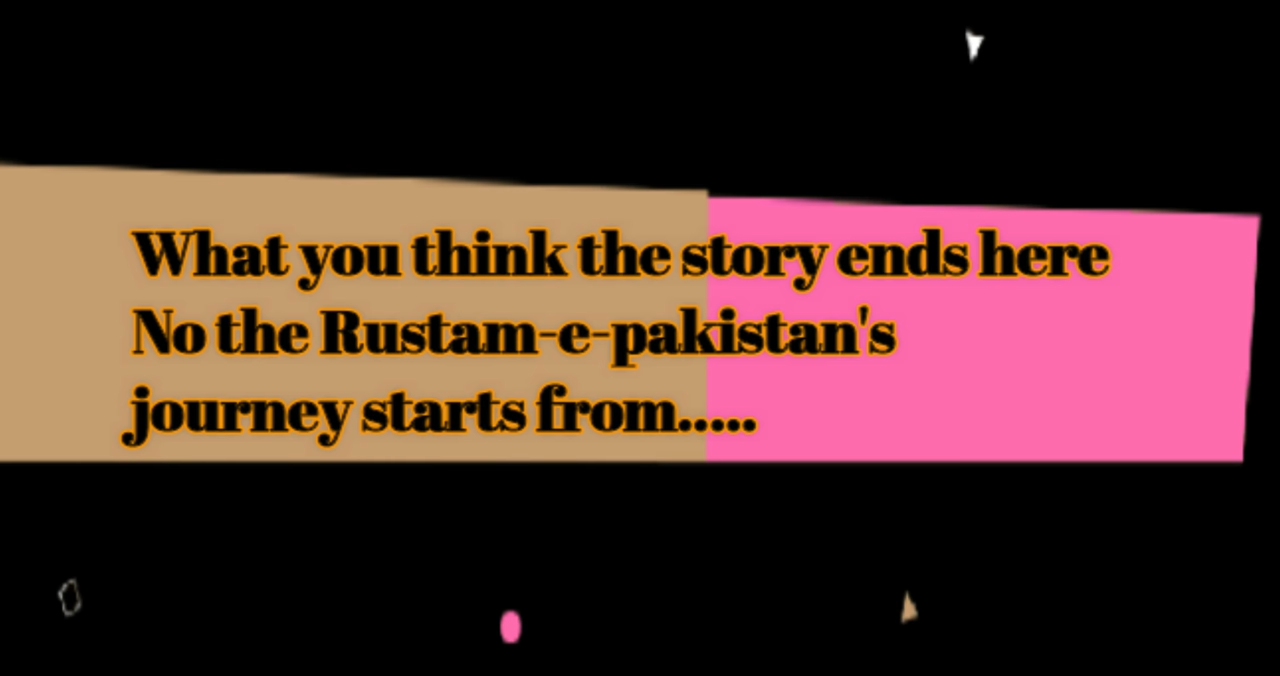 What you think the story ends here
No the Rustam-e-pakistan's
journey starts from.....